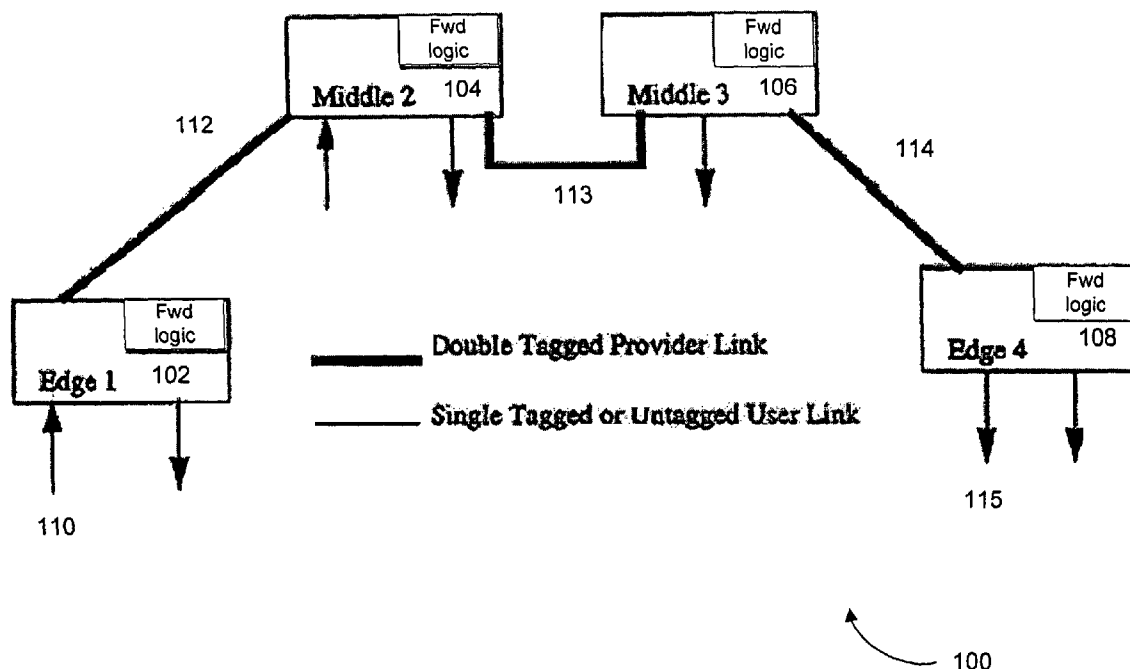 Fwd
logic
104
Middle 2
Fwd
logic
106
Middle 3
112
113
114
Fwd
logic
102
Edge 1
Fwd
logic
108
Edge 4
Double Tagged Provider Link
Single Tagged or Untagged User Link
110
115
100